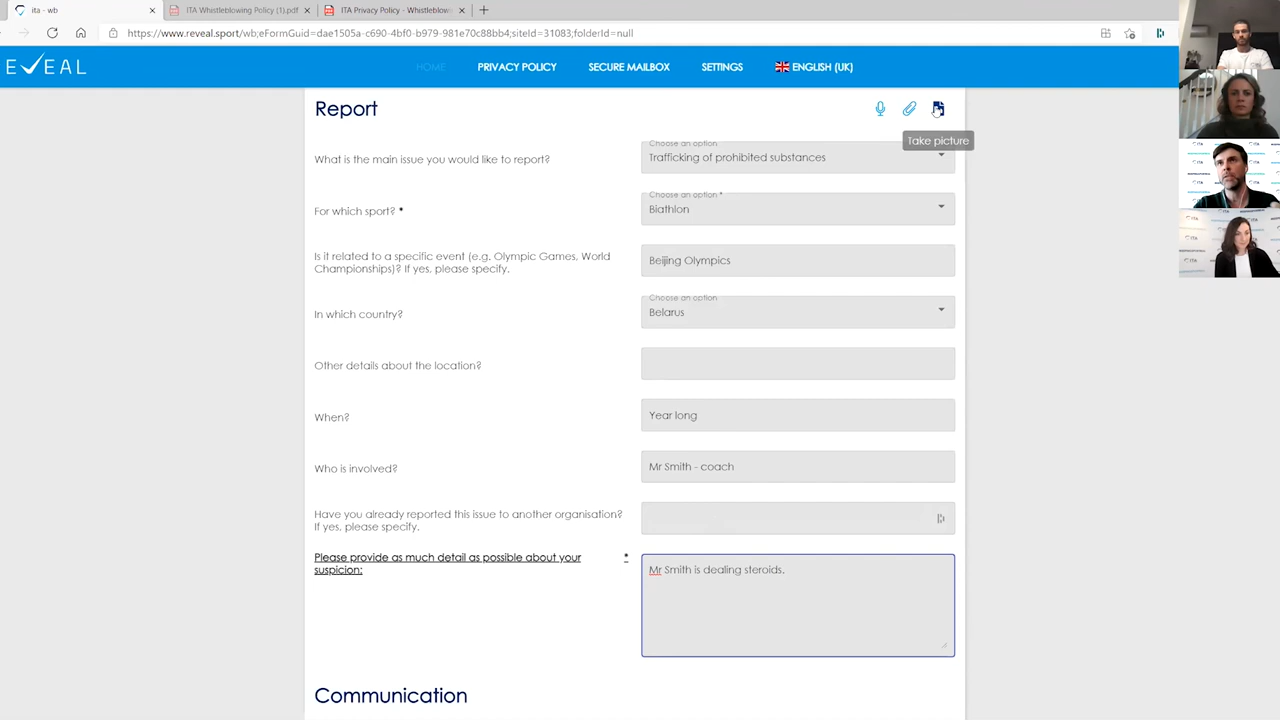 ita - wb
ITA Whistleblowing Policy (1).pdf
ITA Privacy Policy - Whistleblow
https://www.reveal.sport/wb;eFormGuid=dae1505a-c690-4bf0-b979-981e70c88bb4;siteId=31083;folderId=null
REVEAL
HOME
PRIVACY POLICY
SECURE MAILBOX
SETTINGS
ENGLISH (UK)
Report
Take picture
What is the main issue you would like to report?
Choose an option
Trafficking of prohibited substances
For which sport? *
Choose an option *
Biathlon
Is it related to a specific event (e.g. Olympic Games, World
Championships)? If yes, please specify.
Beijing Olympics
In which country?
Choose an option
Belarus
Other details about the location?
When?
Year long
Who is involved?
Mr Smith - coach
Have you already reported this issue to another organisation?
If yes, please specify.
Please provide as much detail as possible about your
suspicion:
*
Mr Smith is dealing steroids.
Communication